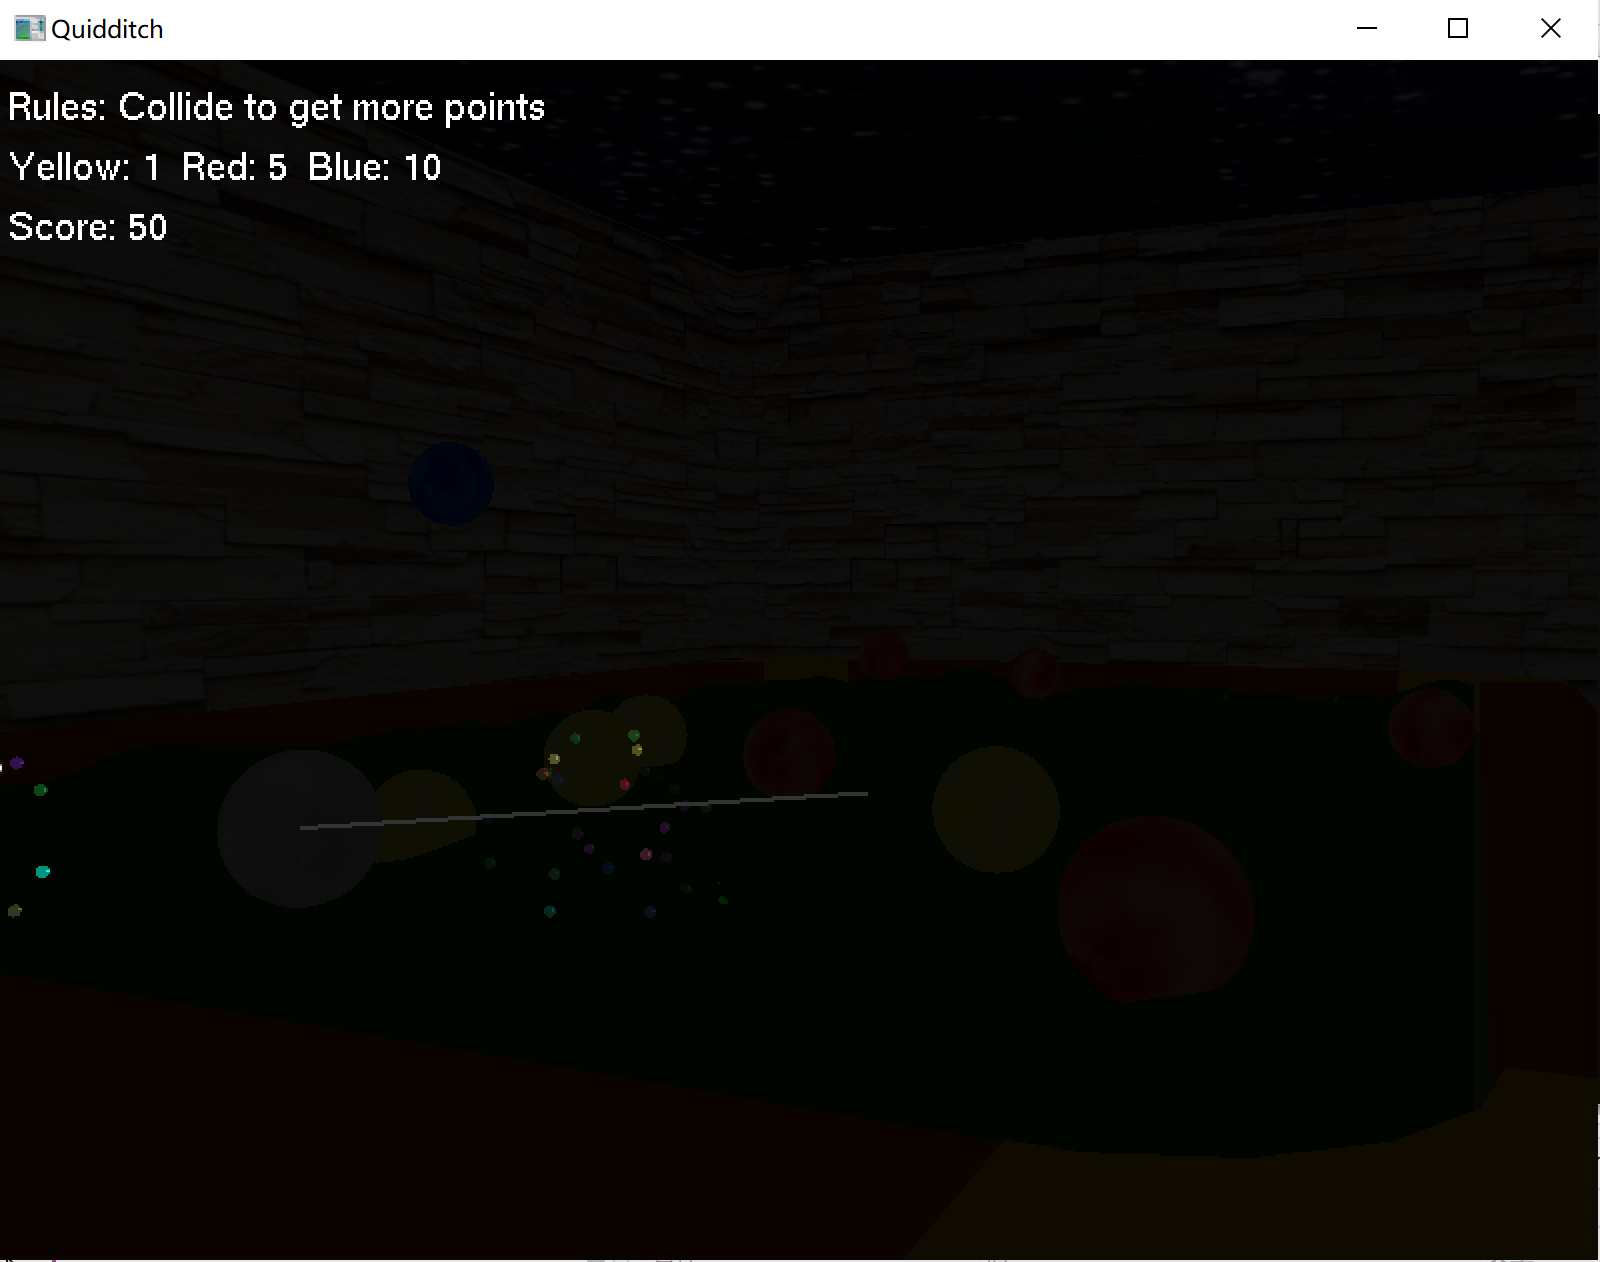 Quidditch
Rules: Collide to get more points
Yellow: 1 Red: 5 Blue: 10
Score: 50